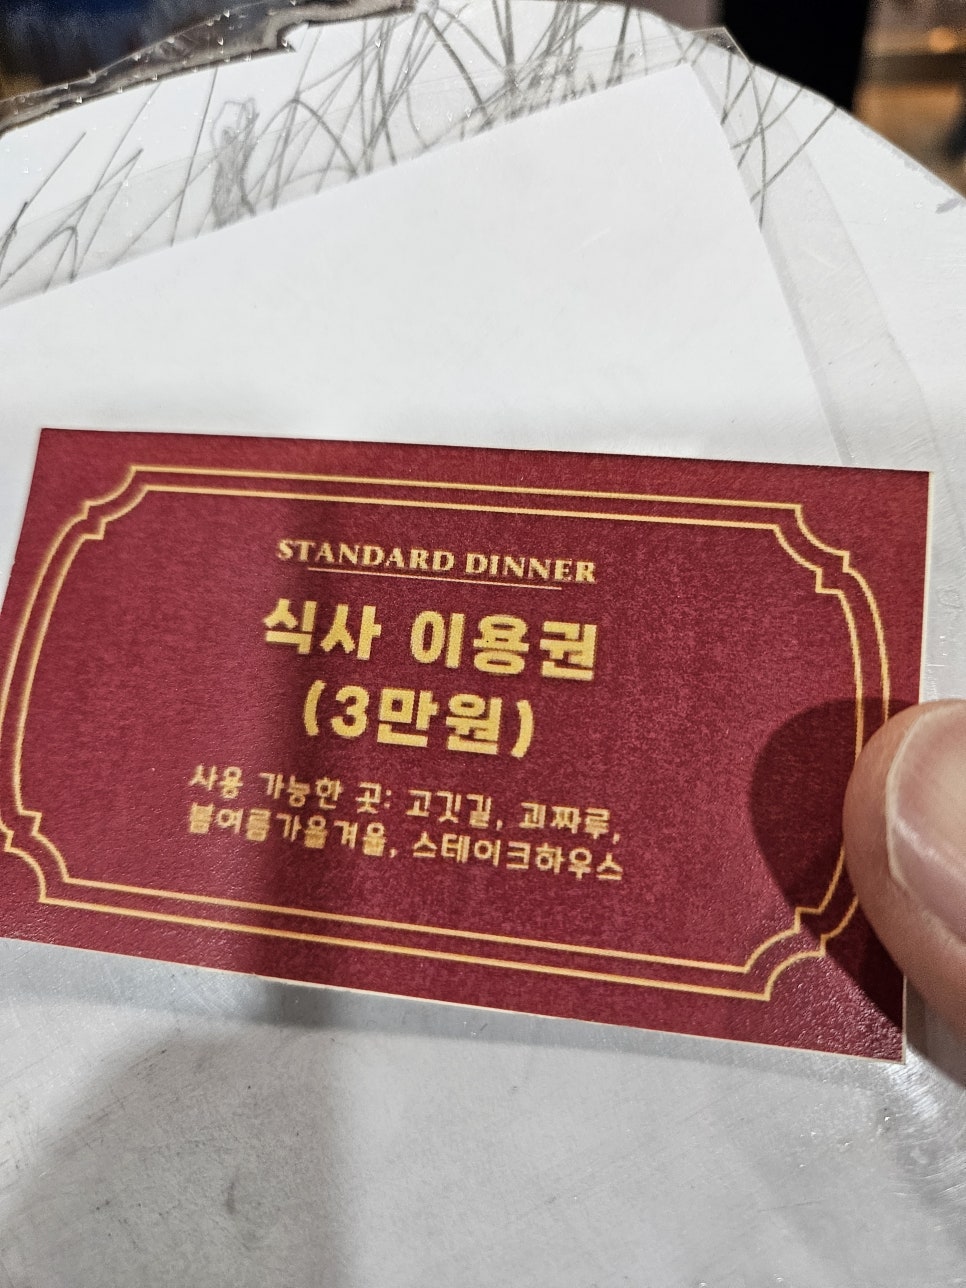 STANDARD DINNER
식사 이용권
(3만원)
사용 가능한 곳: 고깃길, 괴짜루,
봄여름가을겨울, 스테이크하우스